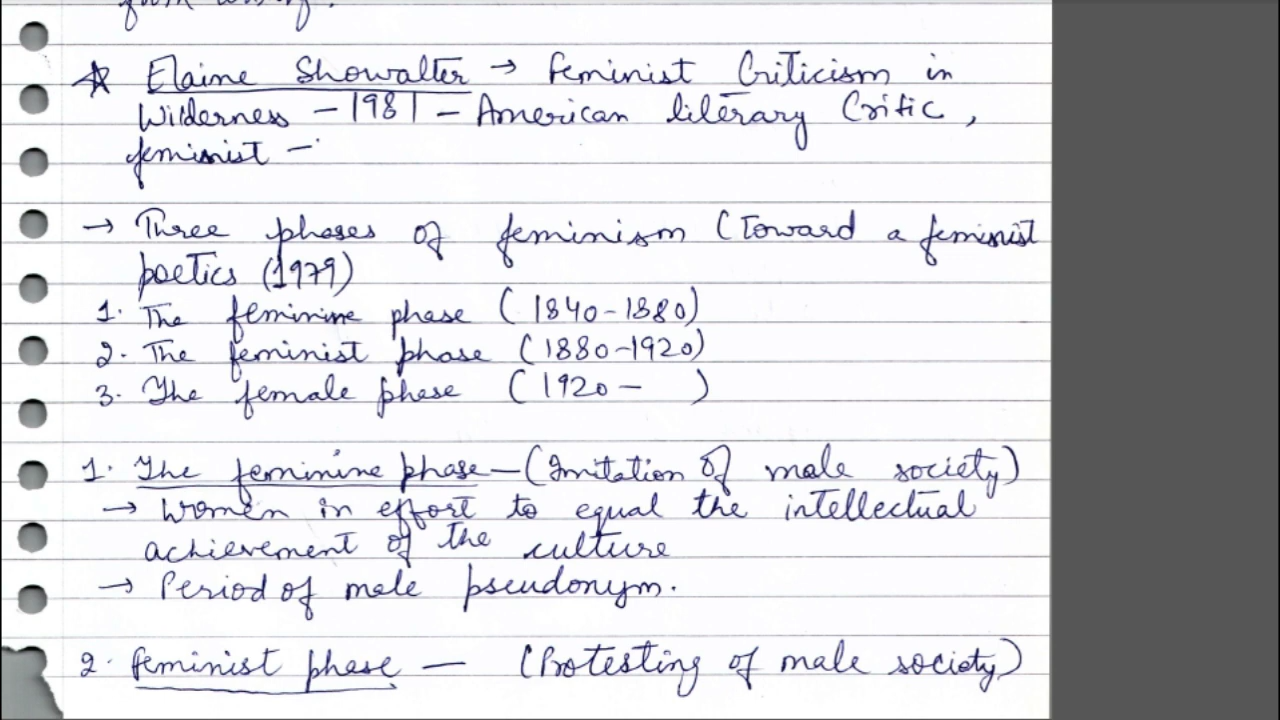 ☆ Elaine Showalter → Feminist Criticism in
Wilderness - 1981 - American literary Critic,
feminist -
→ Three phases of feminism (Toward a feminist
poetics (1979)
1. The feminine phase (1840-1880)
2. The feminist phase (1880-1920)
3. The female phase (1920- )
1. The feminine phase - (Imitation of male society)
→ Women in effort to equal the intellectual
achievement of the culture
→ Period of male pseudonym.
2. Feminist phase - (Protesting of male society)